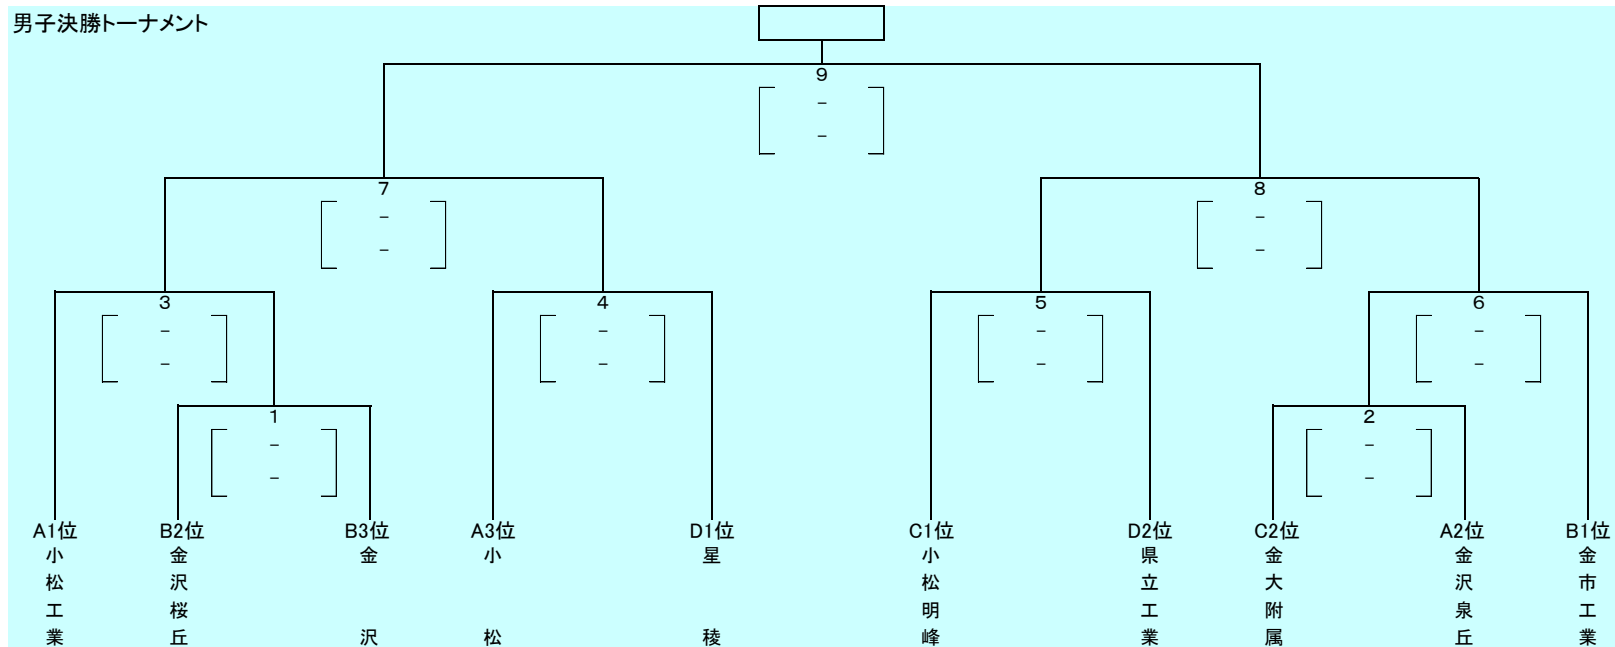 男子決勝トーナメント
9
-
-
7
8
-
-
-
-
3
4
5
6
-
-
-
-
-
-
-
-
1
2
-
-
-
-
A1位
B2位
B3位
A3位
D1位
C1位
D2位
C2位
A2位
B1位
小松工業
金沢桜丘
金沢
小松
星稜
小松明峰
県立工業
金大附属
金沢泉丘
金市工業